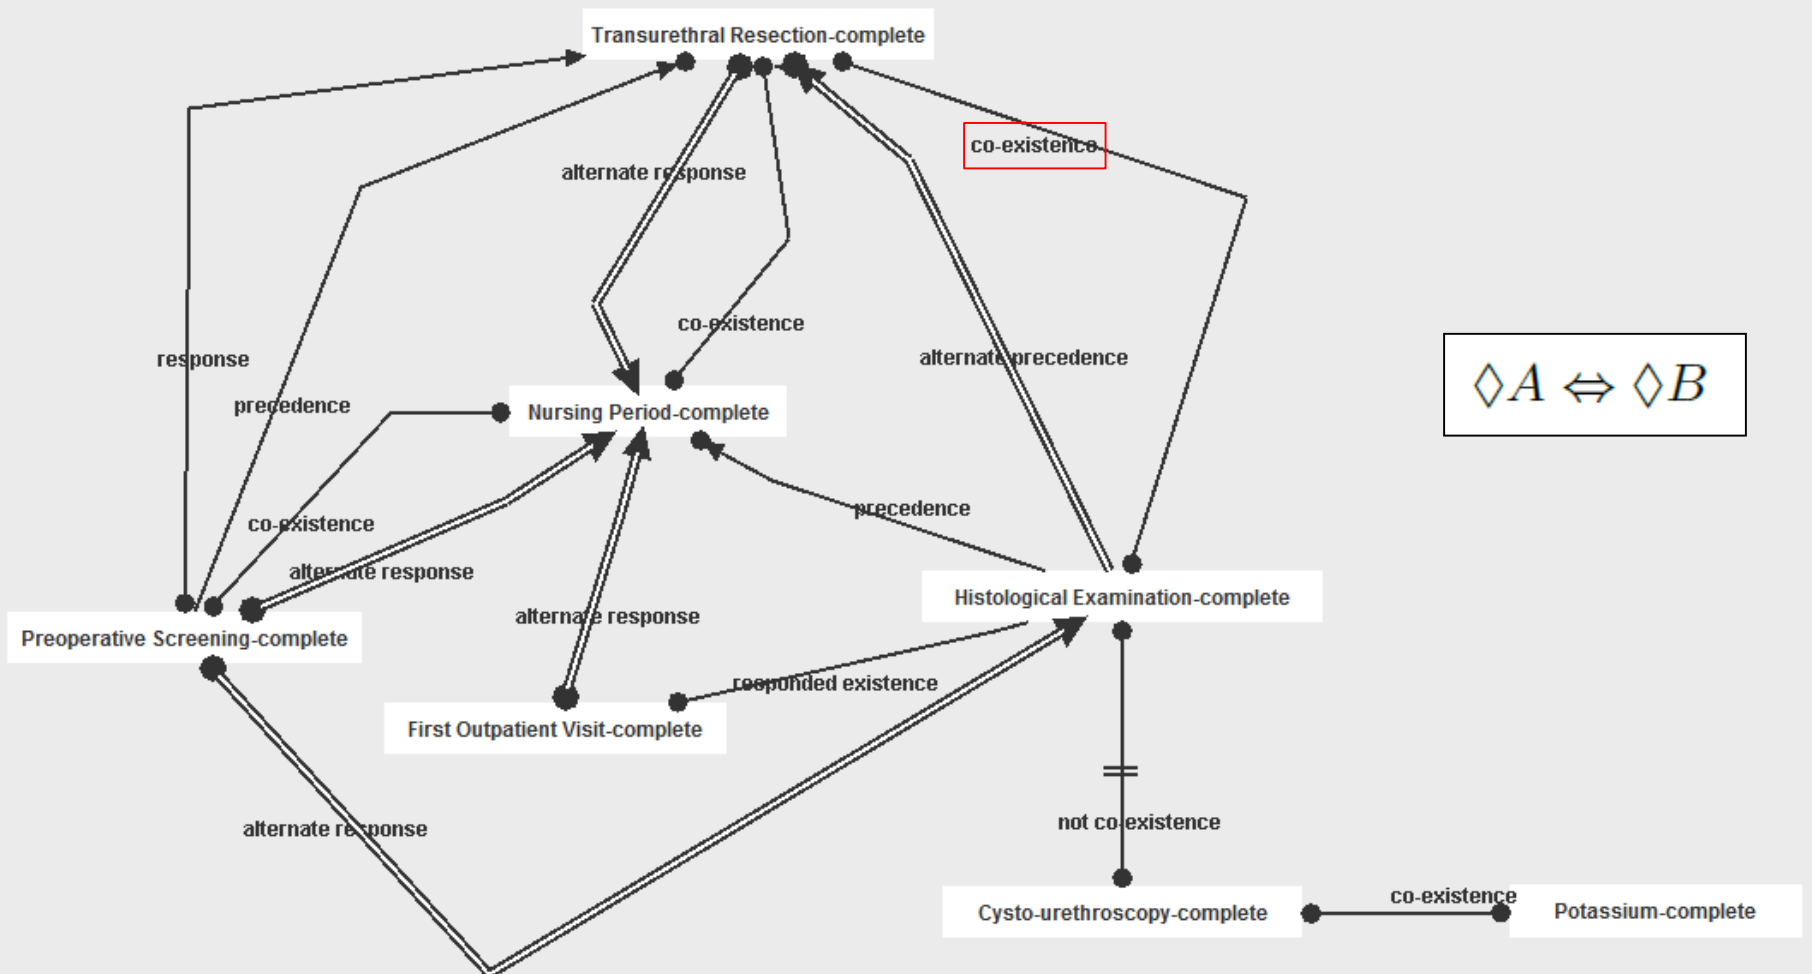 Transurethral Resection-complete
co-existence
alternate response
co-existence
alternate precedence
response
◊A ⇔ ◊B
precedence
Nursing Period-complete
precedence
co-existence
alternate response
Histological Examination-complete
alternate response
Preoperative Screening-complete
responded existence
First Outpatient Visit-complete
not co-existence
alternate response
co-existence
Cysto-urethroscopy-complete
Potassium-complete